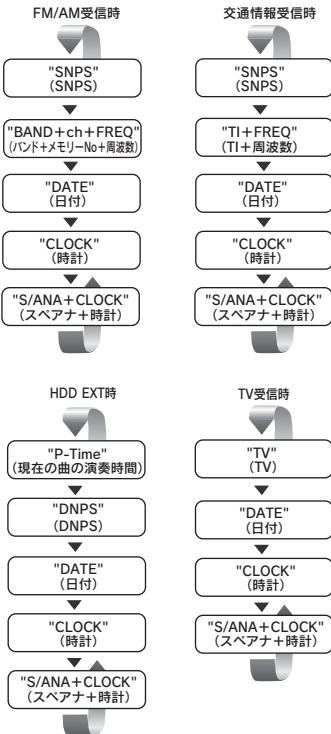 FM/AM受信時
"SNPS"
(SNPS)
"BAND+ch+FREQ"
(バンド+メモリーNo+周波数)
"DATE"
(日付)
"CLOCK"
(時計)
"S/ANA+CLOCK"
(スペアナ+時計)
交通情報受信時
"SNPS"
(SNPS)
"TI+FREQ"
(TI+周波数)
"DATE"
(日付)
"CLOCK"
(時計)
"S/ANA+CLOCK"
(スペアナ+時計)
HDD EXT時
"P-Time"
(現在の曲の演奏時間)
"DNPS"
(DNPS)
"DATE"
(日付)
"CLOCK"
(時計)
"S/ANA+CLOCK"
(スペアナ+時計)
TV受信時
"TV"
(TV)
"DATE"
(日付)
"CLOCK"
(時計)
"S/ANA+CLOCK"
(スペアナ+時計)